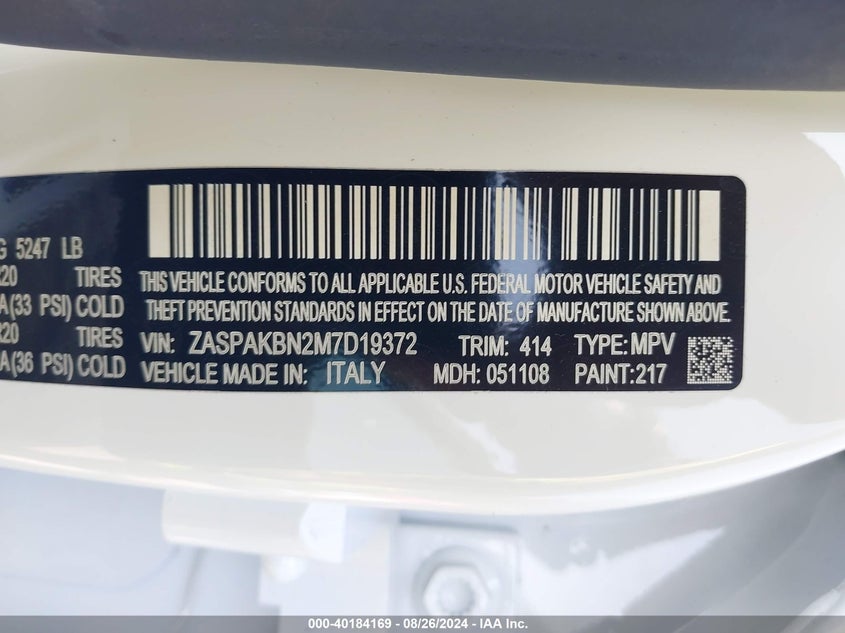 G 5247 LB
R20 TIRES
A(33 PSI) COLD
R20 TIRES
A(36 PSI) COLD
THIS VEHICLE CONFORMS TO ALL APPLICABLE U.S. FEDERAL MOTOR VEHICLE SAFETY AND
THEFT PREVENTION STANDARDS IN EFFECT ON THE DATE OF MANUFACTURE SHOWN ABOVE.
VIN: ZASPAKBN2M7D19372 TRIM: 414 TYPE: MPV
VEHICLE MADE IN: ITALY MDH: 051108 PAINT:217
000-40184169 - 08/26/2024 - IAA Inc.